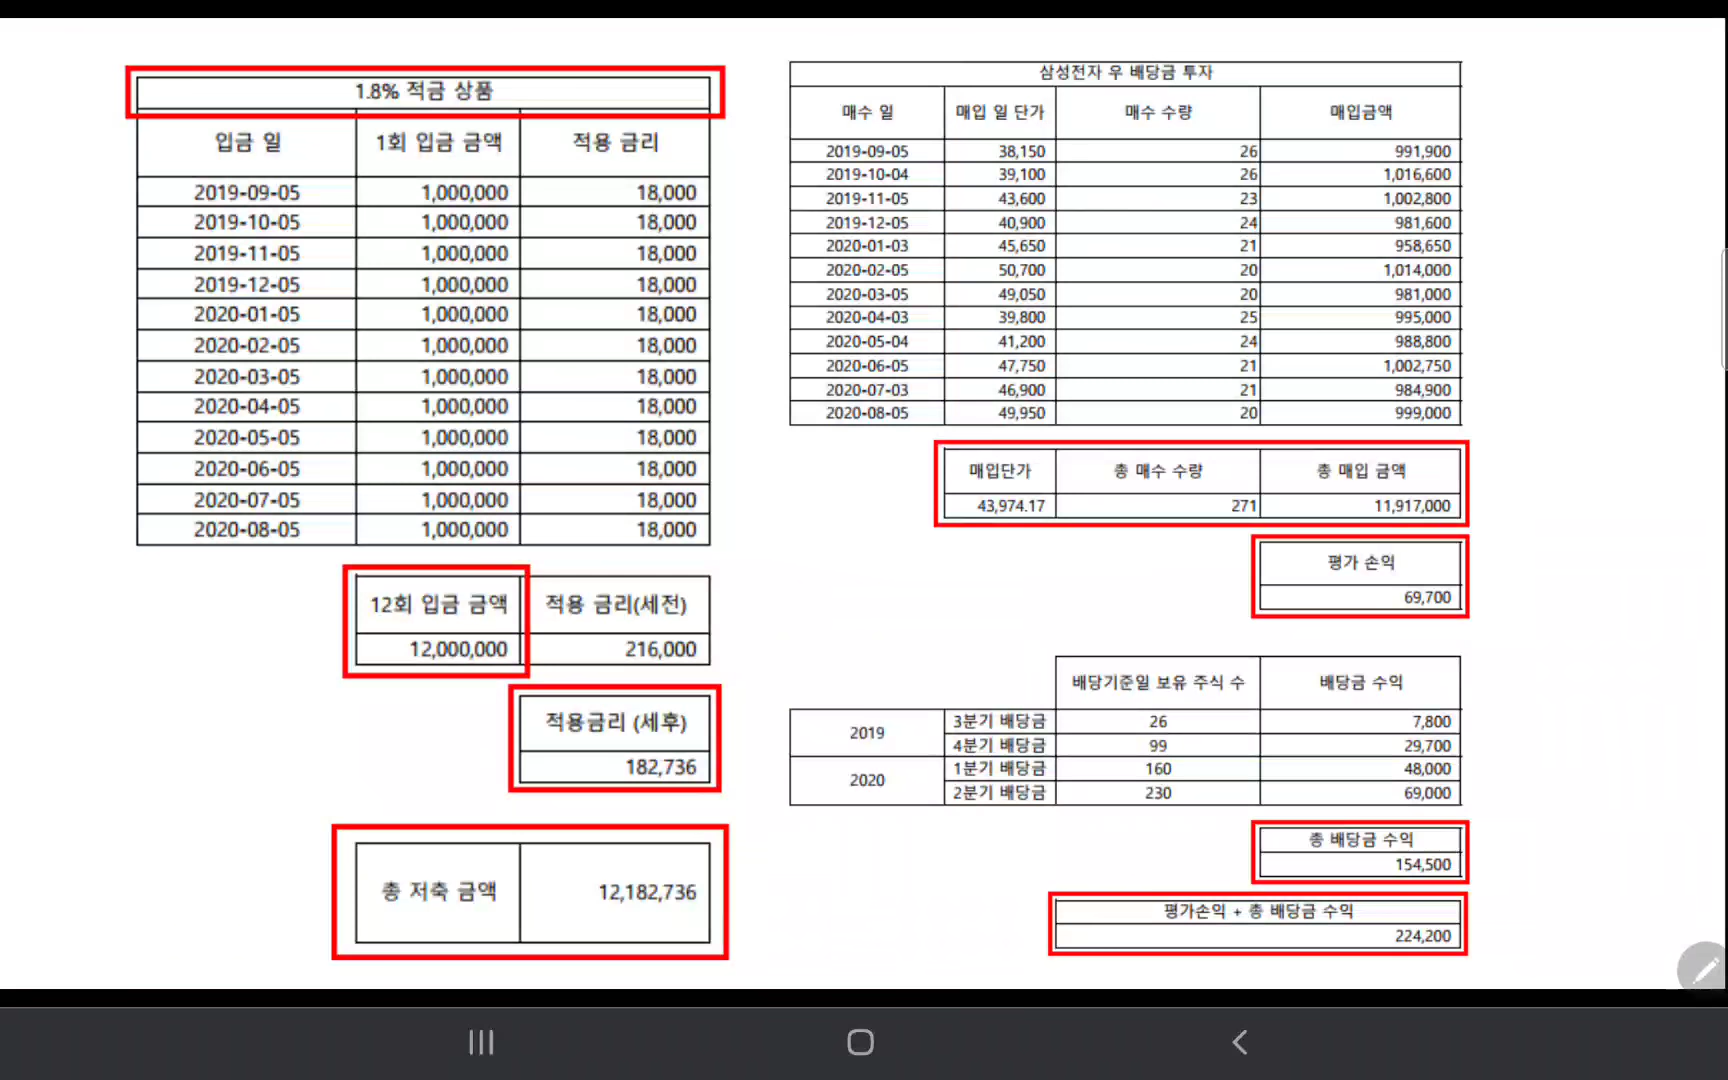 1.8% 적금 상품
입금 일 1회 입금 금액 적용 금리
2019-09-05 1,000,000 18,000
2019-10-05 1,000,000 18,000
2019-11-05 1,000,000 18,000
2019-12-05 1,000,000 18,000
2020-01-05 1,000,000 18,000
2020-02-05 1,000,000 18,000
2020-03-05 1,000,000 18,000
2020-04-05 1,000,000 18,000
2020-05-05 1,000,000 18,000
2020-06-05 1,000,000 18,000
2020-07-05 1,000,000 18,000
2020-08-05 1,000,000 18,000
12회 입금 금액 적용 금리(세전)
12,000,000 216,000
적용금리 (세후)
182,736
총 저축 금액 12,182,736
삼성전자 우 배당금 투자
매수 일 매입 일 단가 매수 수량 매입금액
2019-09-05 38,150 26 991,900
2019-10-04 39,100 26 1,016,600
2019-11-05 43,600 23 1,002,800
2019-12-05 40,900 24 981,600
2020-01-03 45,650 21 958,650
2020-02-05 50,700 20 1,014,000
2020-03-05 49,050 20 981,000
2020-04-03 39,800 25 995,000
2020-05-04 41,200 24 988,800
2020-06-05 47,750 21 1,002,750
2020-07-03 46,900 21 984,900
2020-08-05 49,950 20 999,000
매입단가 총 매수 수량 총 매입 금액
43,974.17 271 11,917,000
평가 손익
69,700
배당기준일 보유 주식 수 배당금 수익
2019 3분기 배당금 26 7,800
4분기 배당금 99 29,700
2020 1분기 배당금 160 48,000
2분기 배당금 230 69,000
총 배당금 수익
154,500
평가손익 + 총 배당금 수익
224,200